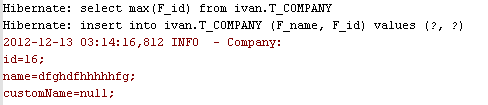 Hibernate: select max(F_id) from ivan.T_COMPANY
Hibernate: insert into ivan.T_COMPANY (F_name, F_id) values (?, ?)
2012-12-13 03:14:16,812 INFO  - Company:
id=16;
name=dfghdfhhhhhfg;
customName=null;